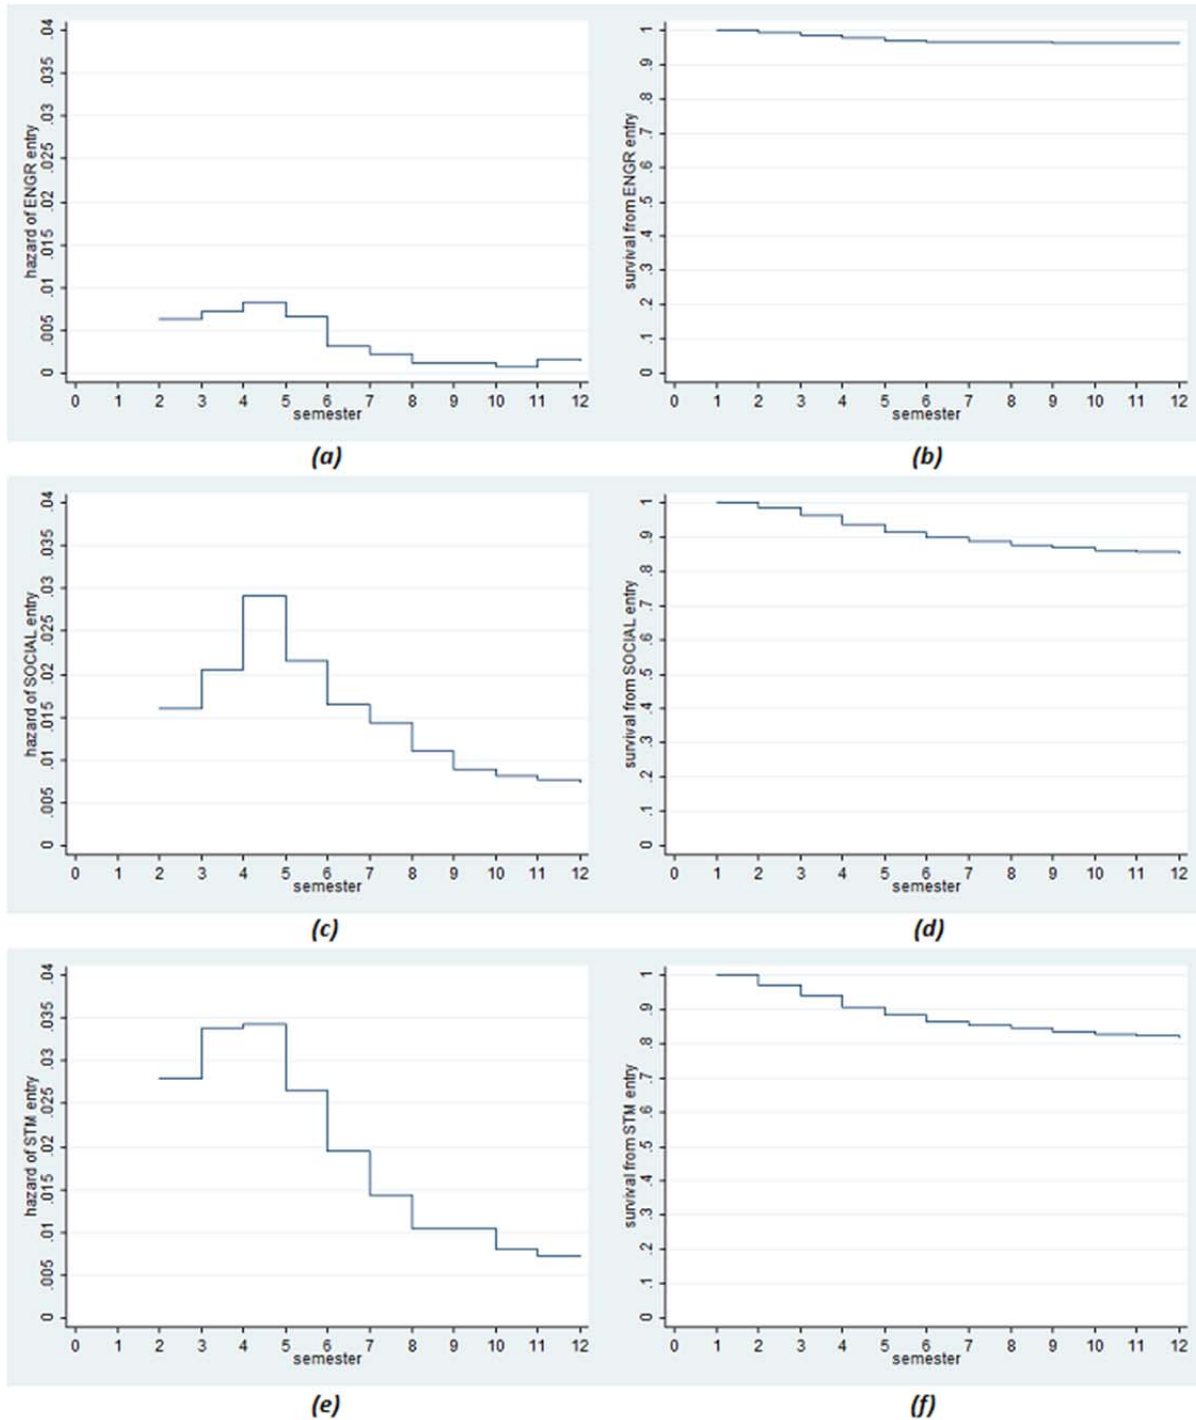 hazard of ENGR entry
0 .005 .01 .015 .02 .025 .03 .035 .04
0 1 2 3 4 5 6 7 8 9 10 11 12
semester
(a)
survival from ENGR entry
0 .1 .2 .3 .4 .5 .6 .7 .8 .9 1
0 1 2 3 4 5 6 7 8 9 10 11 12
semester
(b)
hazard of SOCIAL entry
0 .005 .01 .015 .02 .025 .03 .035 .04
0 1 2 3 4 5 6 7 8 9 10 11 12
semester
(c)
survival from SOCIAL entry
0 .1 .2 .3 .4 .5 .6 .7 .8 .9 1
0 1 2 3 4 5 6 7 8 9 10 11 12
semester
(d)
hazard of STM entry
0 .005 .01 .015 .02 .025 .03 .035 .04
0 1 2 3 4 5 6 7 8 9 10 11 12
semester
(e)
survival from STM entry
0 .1 .2 .3 .4 .5 .6 .7 .8 .9 1
0 1 2 3 4 5 6 7 8 9 10 11 12
semester
(f)